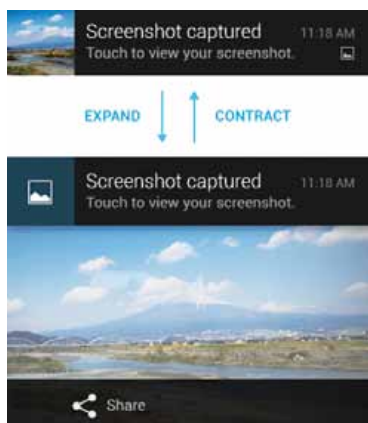 Screenshot captured 11:18 AM
Touch to view your screenshot.
EXPAND CONTRACT
Screenshot captured 11:18 AM
Touch to view your screenshot.
Share